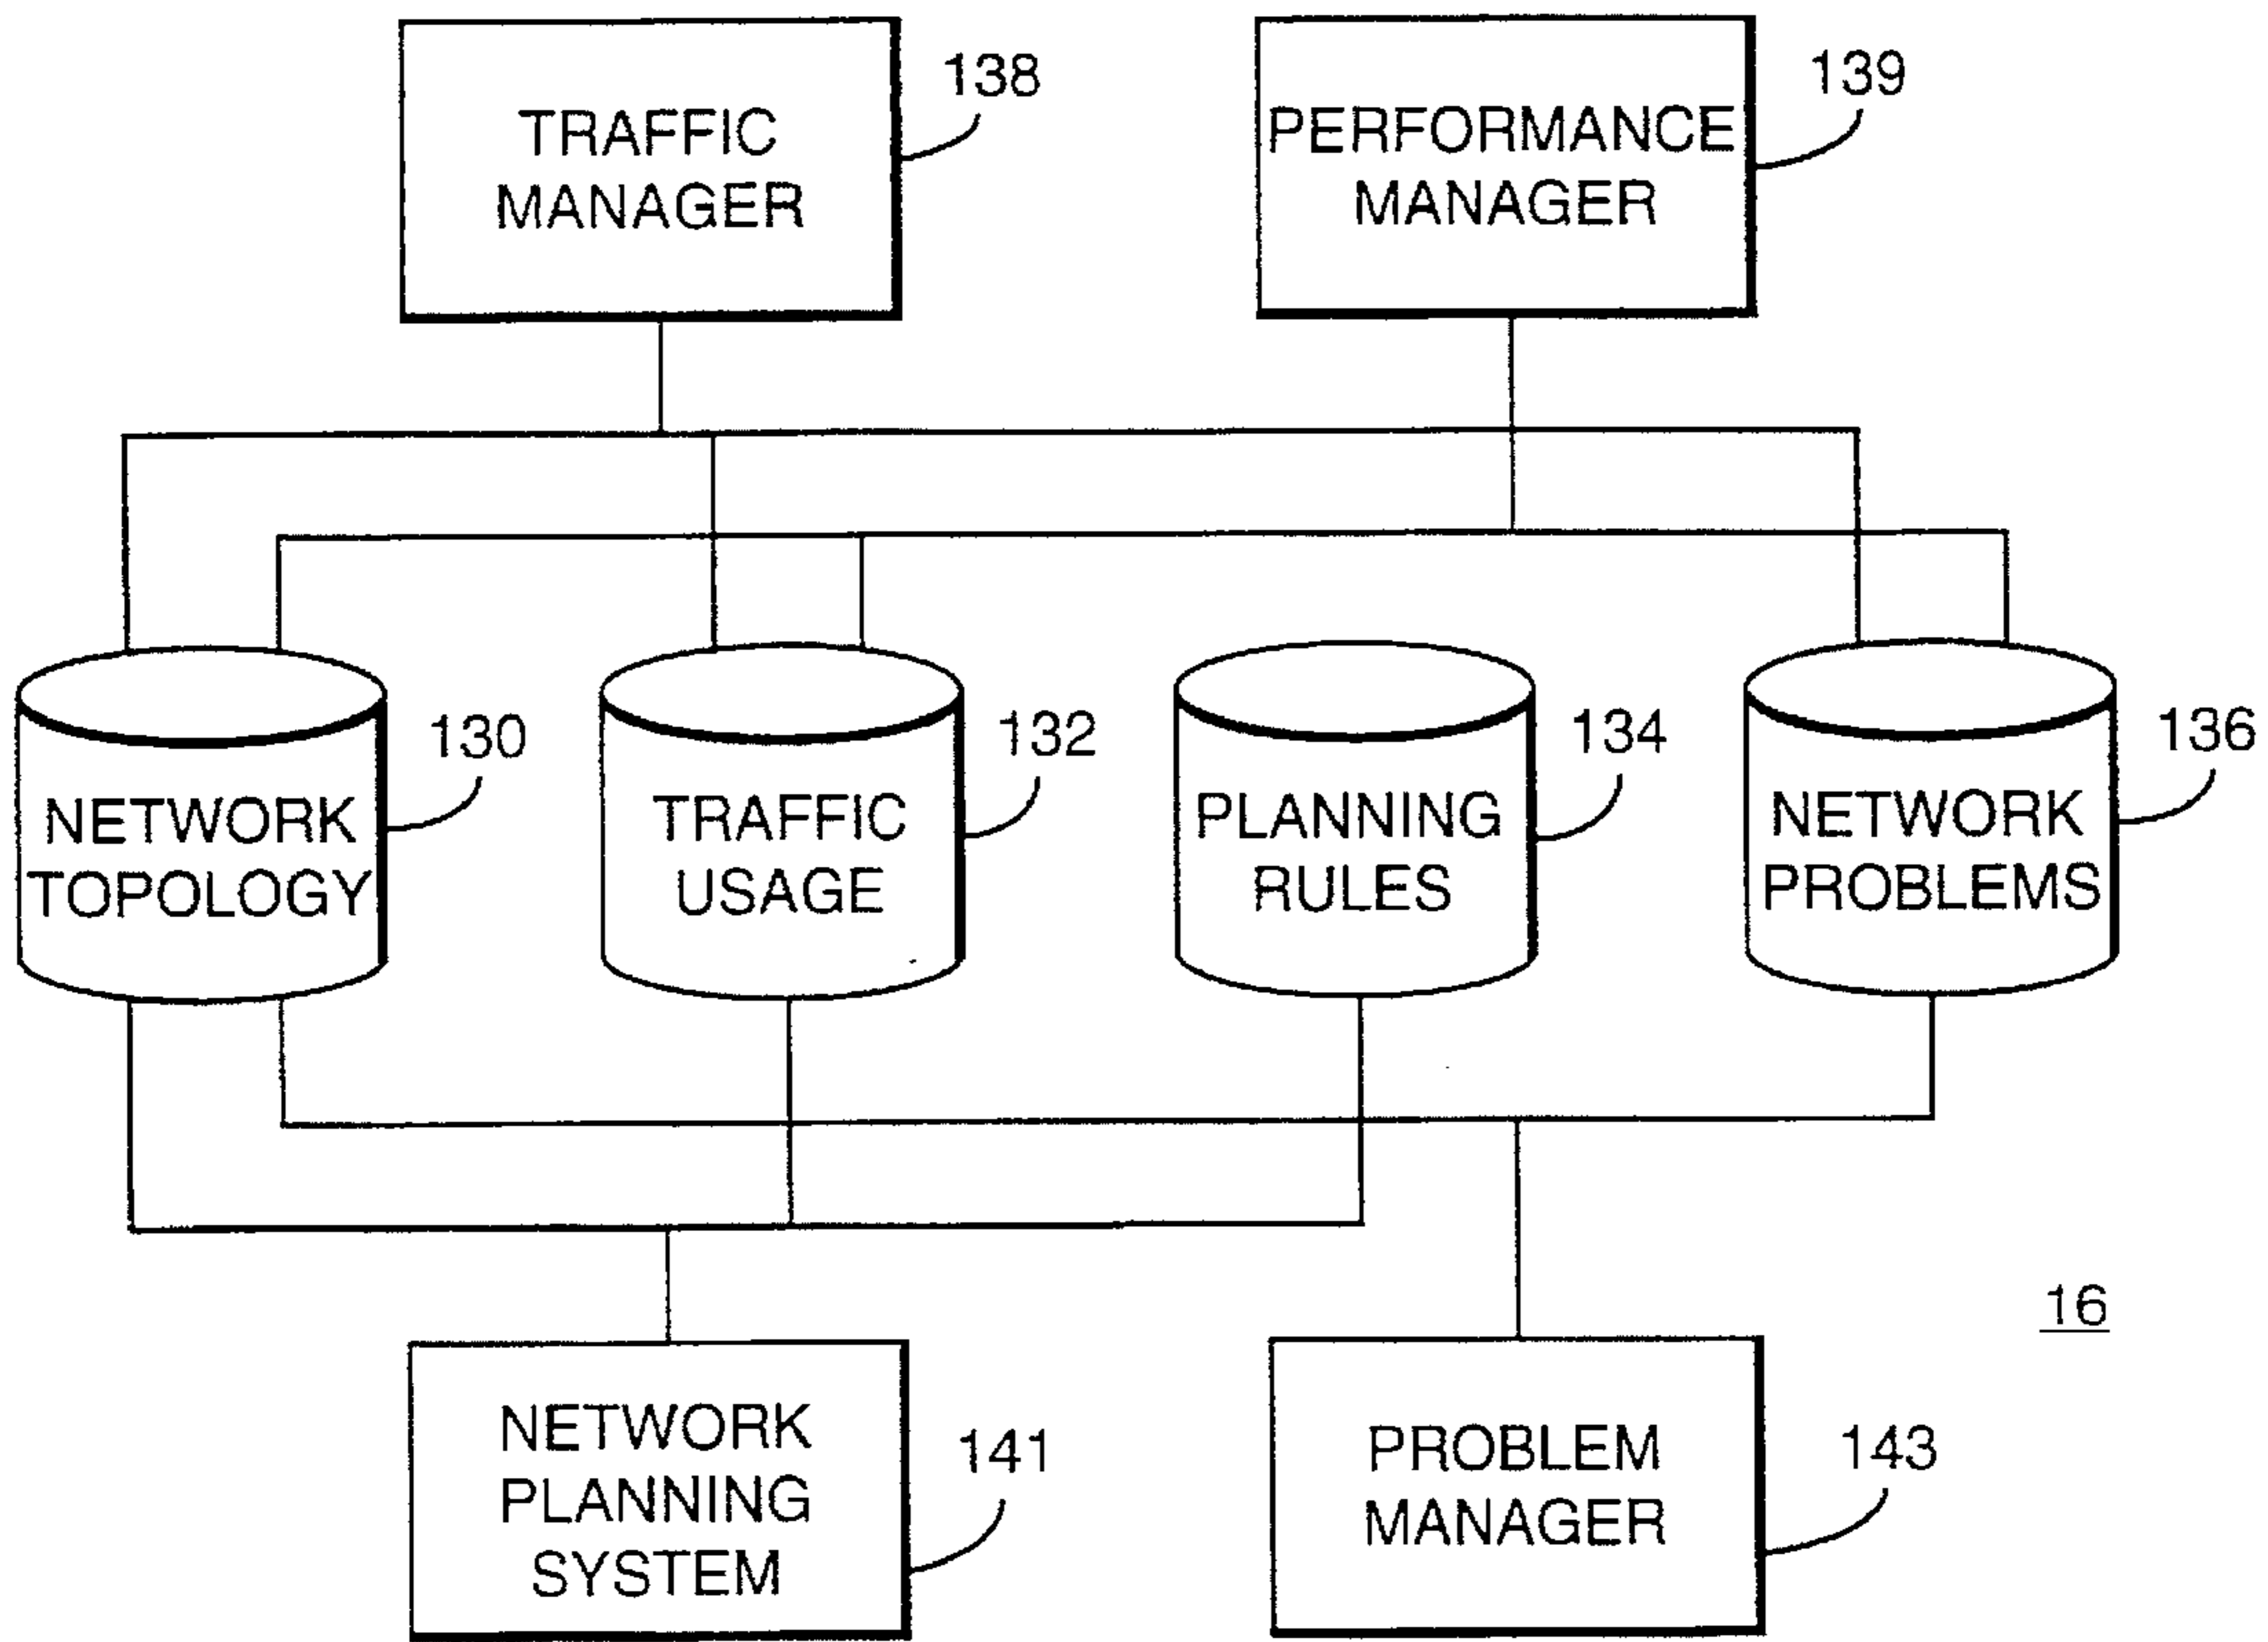 TRAFFIC
MANAGER
138
PERFORMANCE
MANAGER
139
NETWORK
TOPOLOGY
130
TRAFFIC
USAGE
132
PLANNING
RULES
134
NETWORK
PROBLEMS
136
NETWORK
PLANNING
SYSTEM
141
PROBLEM
MANAGER
143
16